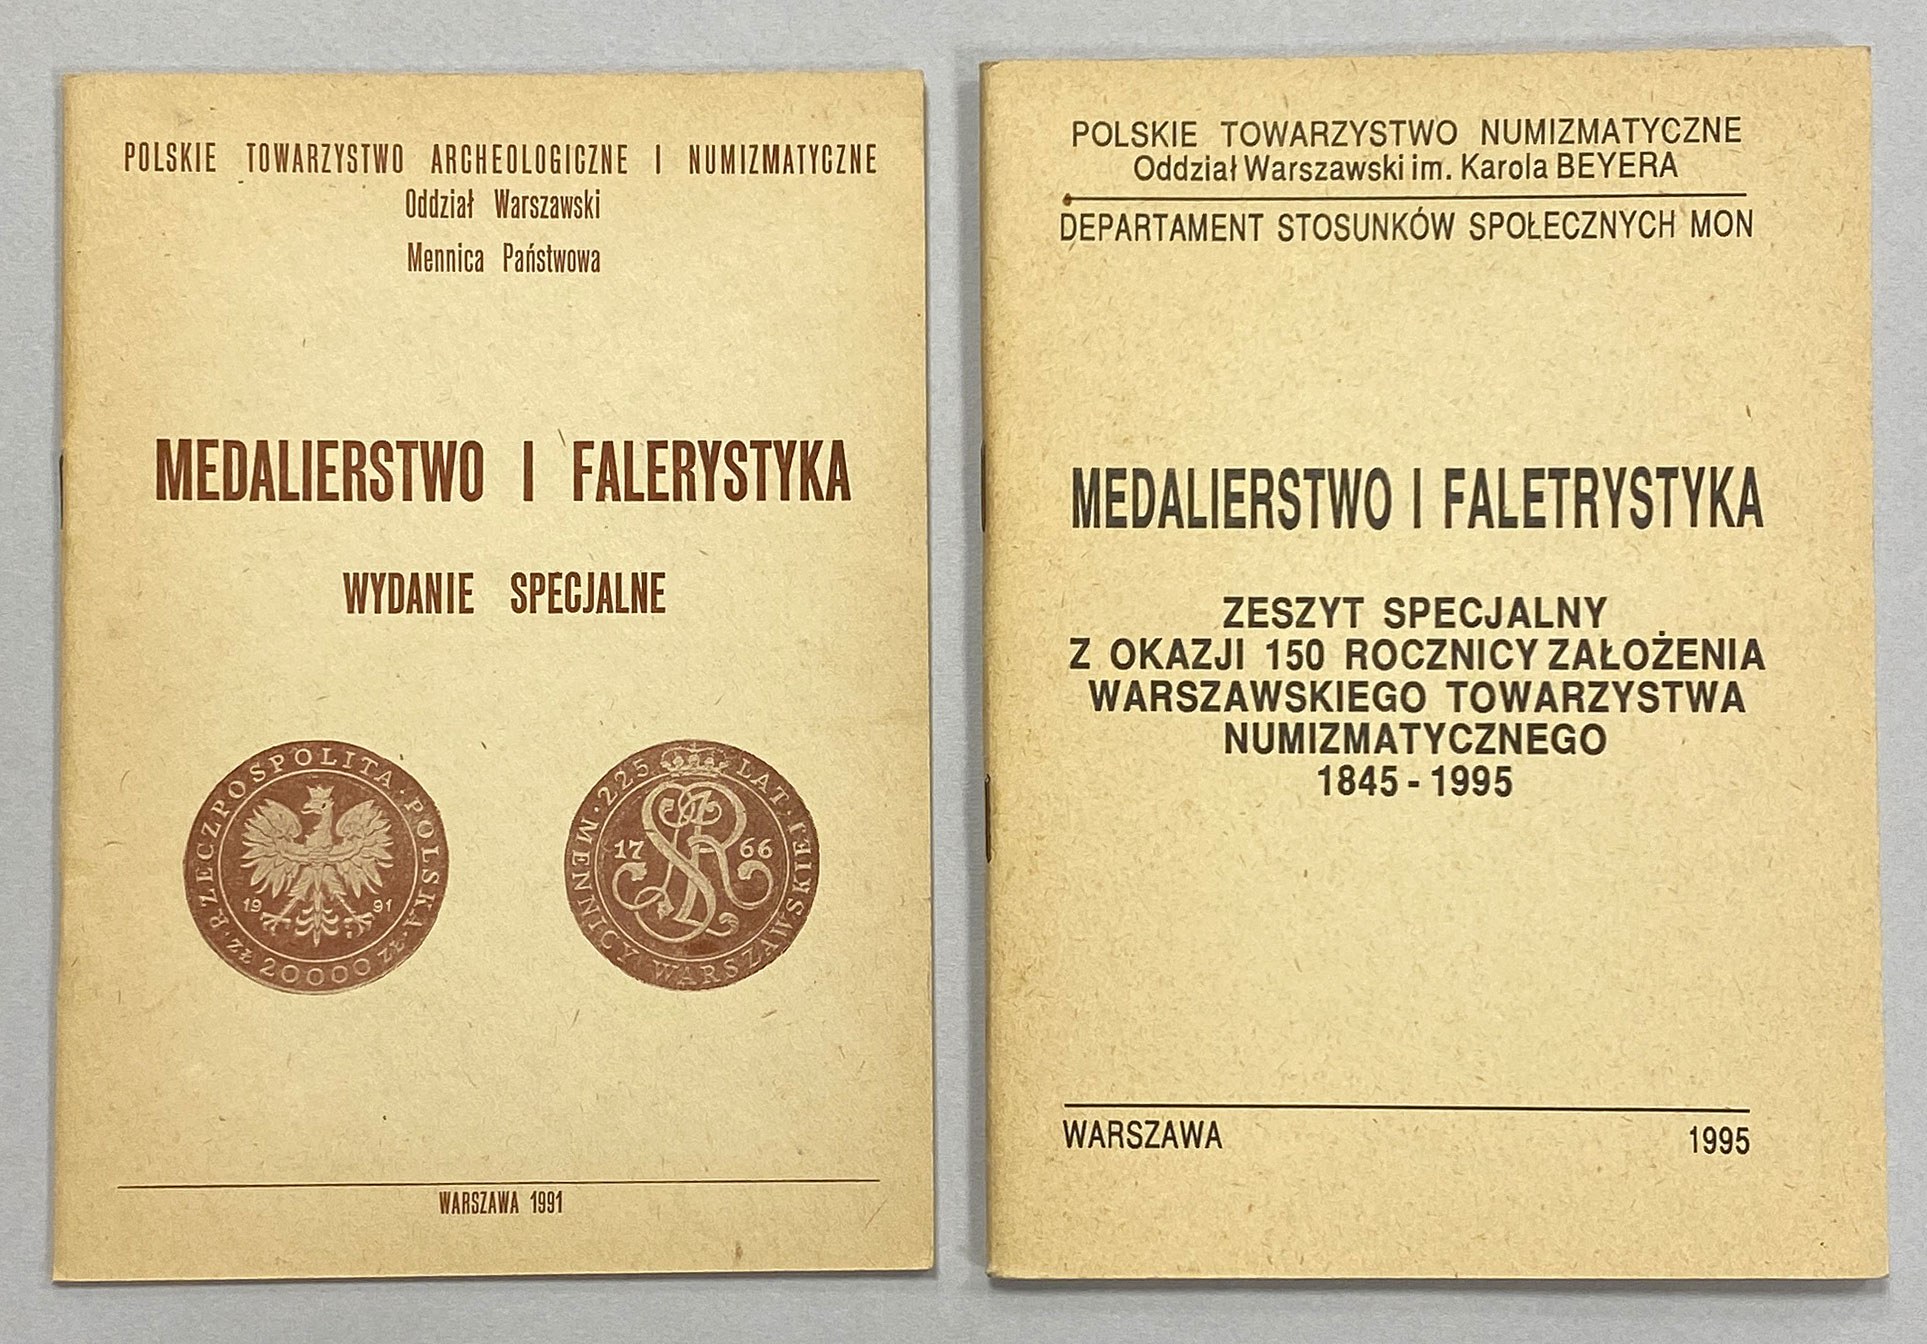 POLSKIE TOWARZYSTWO ARCHEOLOGICZNE I NUMIZMATYCZNE
Oddział Warszawski
Mennica Państwowa
MEDALIERSTWO I FALERYSTYKA
WYDANIE SPECJALNE
RZECZPOSPOLITA · POLSKA
19 91
ZŁ 20000 ZŁ
225 LAT · MENNICY WARSZAWSKIEJ
17 66
WARSZAWA 1991
POLSKIE TOWARZYSTWO NUMIZMATYCZNE
Oddział Warszawski im. Karola BEYERA
DEPARTAMENT STOSUNKÓW SPOŁECZNYCH MON
MEDALIERSTWO I FALETRYSTYKA
ZESZYT SPECJALNY
Z OKAZJI 150 ROCZNICY ZAŁOŻENIA
WARSZAWSKIEGO TOWARZYSTWA
NUMIZMATYCZNEGO
1845 - 1995
WARSZAWA 1995